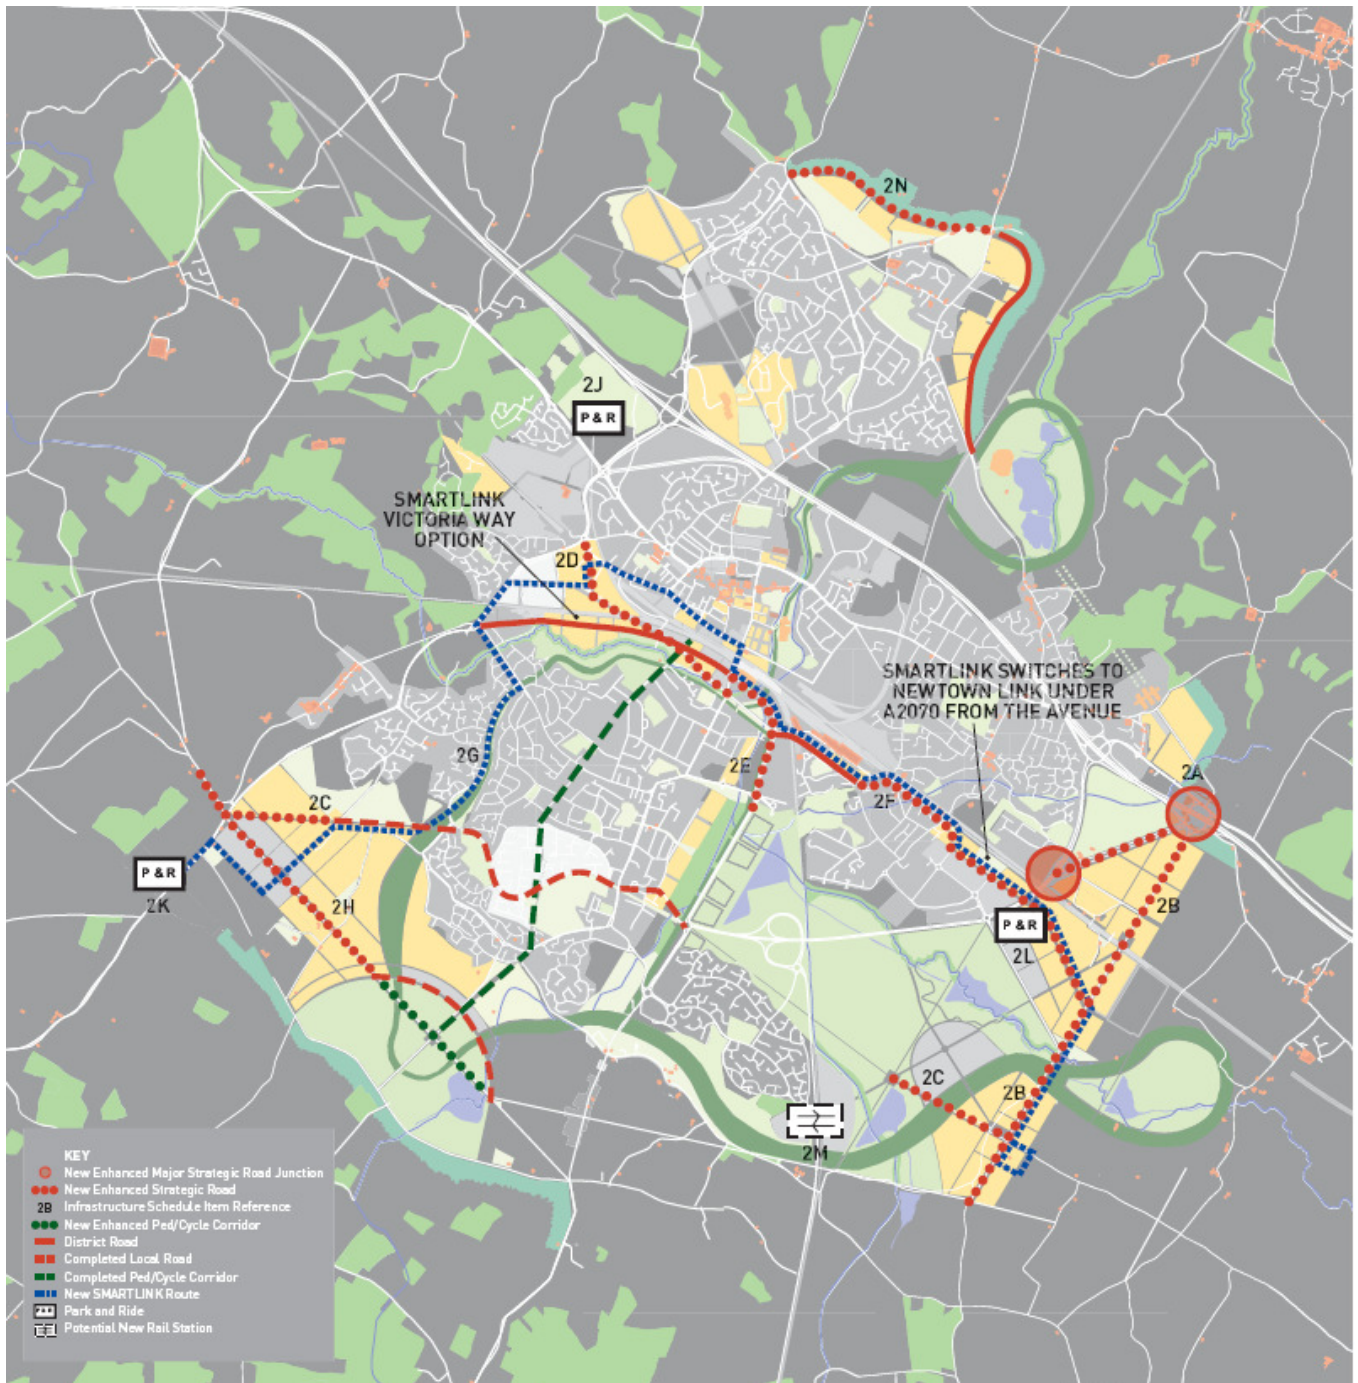 2N
2J
P & R
SMARTLINK
VICTORIA WAY
OPTION
2D
SMARTLINK SWITCHES TO
NEWTOWN LINK UNDER
A2070 FROM THE AVENUE
2G
2E
2A
2F
2C
P & R
2K
2H
2B
P & R
2L
2C
2B
2M
KEY
New Enhanced Major Strategic Road Junction
New Enhanced Strategic Road
2B Infrastructure Schedule Item Reference
New Enhanced Ped/Cycle Corridor
District Road
Completed Local Road
Completed Ped/Cycle Corridor
New SMARTLINK Route
Park and Ride
Potential New Rail Station